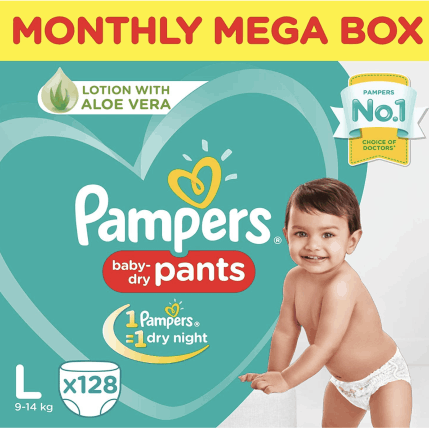 MONTHLY MEGA BOX
LOTION WITH
ALOE VERA
PAMPERS
No.1
CHOICE OF
DOCTORS*
Pampers®
baby-
dry pants
1 Pampers®
=1 dry night
L
9-14 kg
x128